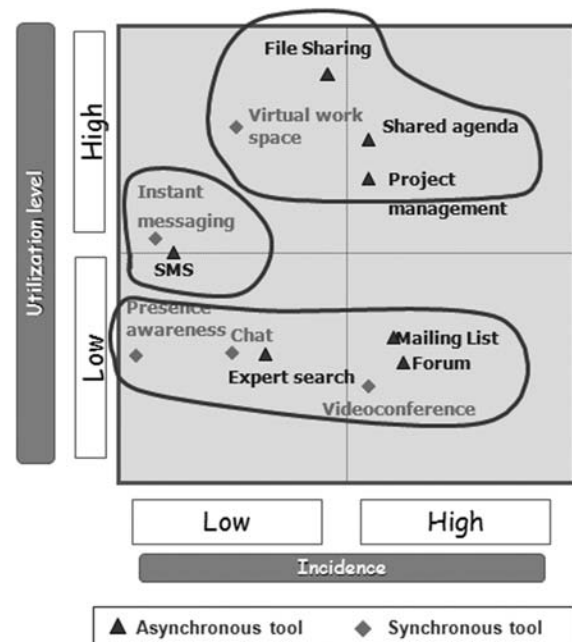 File Sharing
Virtual work
space
Shared agenda
Project
management
High
Instant
messaging
SMS
Utilization level
Presence
awareness
Chat
Mailing List
Expert search
Forum
Low
Videoconference
Low
High
Incidence
Asynchronous tool
Synchronous tool